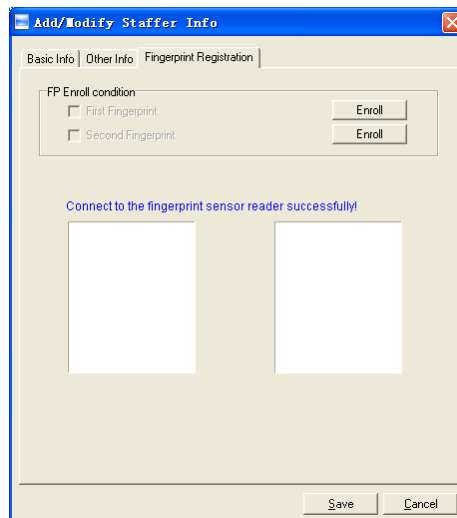 Add/Modify Staffer Info
Basic Info Other Info Fingerprint Registration
FP Enroll condition
First Fingerprint Enroll
Second Fingerprint Enroll
Connect to the fingerprint sensor reader successfully!
Save Cancel